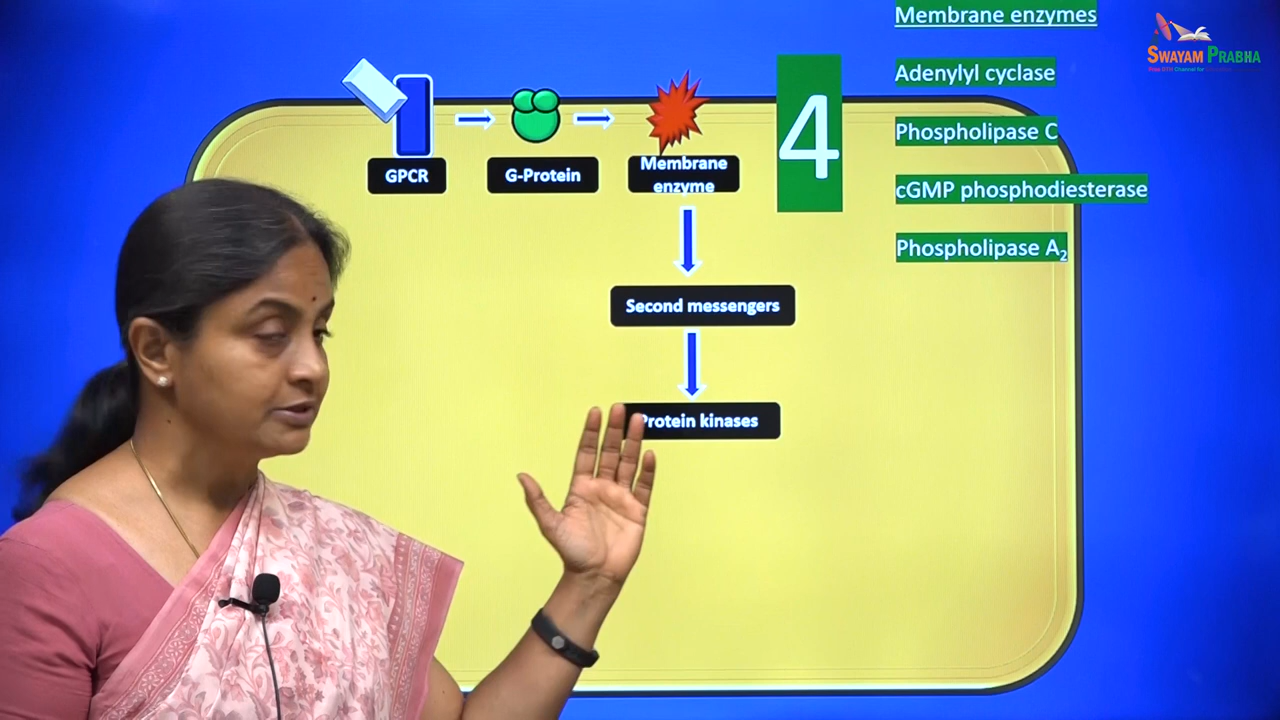 Membrane enzymes
SWAYAM PRABHA
Adenylyl cyclase
4
Phospholipase C
GPCR
G-Protein
Membrane
enzyme
cGMP phosphodiesterase
Phospholipase A2
Second messengers
Protein kinases